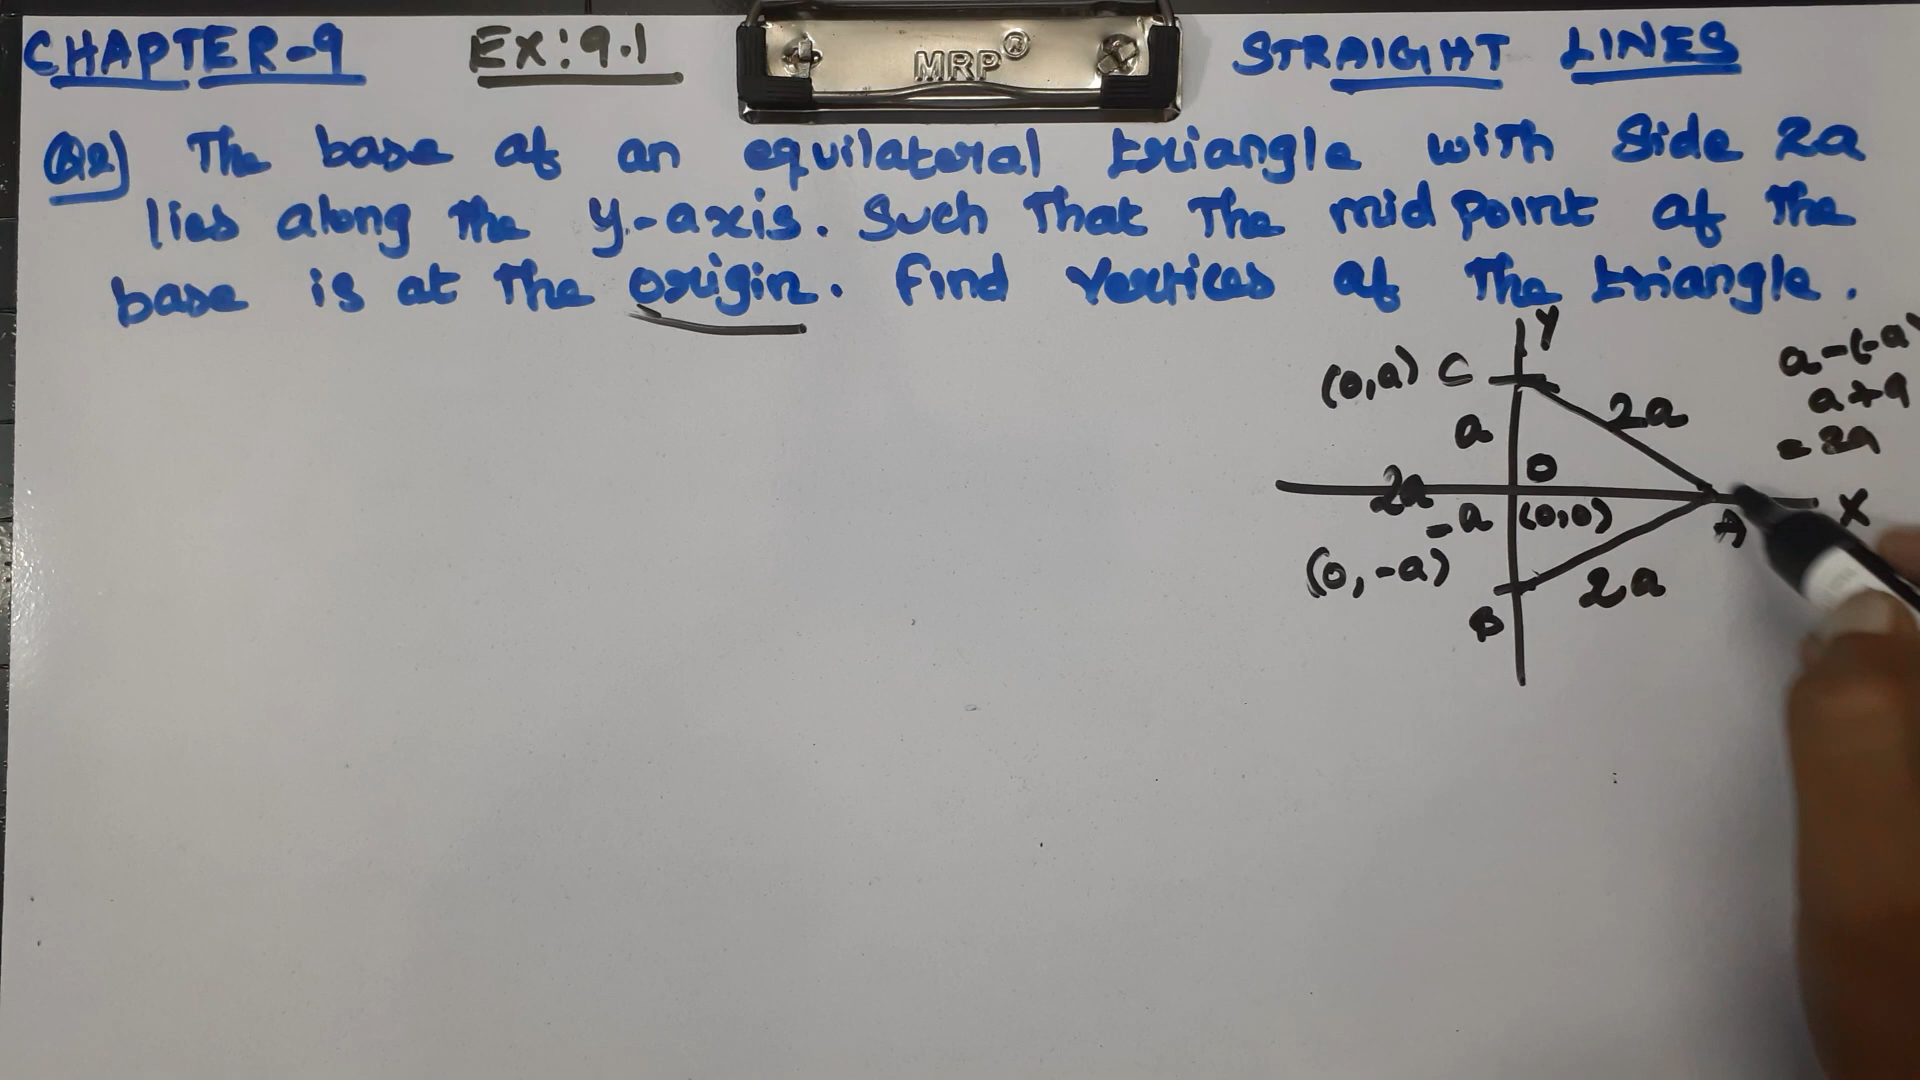 CHAPTER-9 EX:9.1 MRP® STRAIGHT LINES
Q2) The base of an equilateral triangle with side 2a
lies along the y-axis. Such That The mid point of The
base is at The origin. Find vertices of The triangle.
Y
(0,a) C
a-(-a)
a+a
=2a
2a
a
O
2a
X
-a (0,0)
A
(0,-a)
2a
B